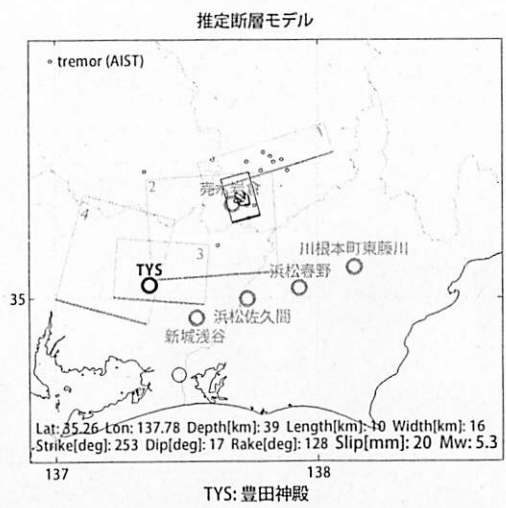 推定断層モデル
tremor (AIST)
1
2
4
3
TYS
川根本町東藤川
浜松春野
浜松佐久間
新城浅谷
35
Lat: 35.26 Lon: 137.78 Depth[km]: 39 Length[km]: 10 Width[km]: 16
Strike[deg]: 253 Dip[deg]: 17 Rake[deg]: 128 Slip[mm]: 20 Mw: 5.3
137
138
TYS: 豊田神殿